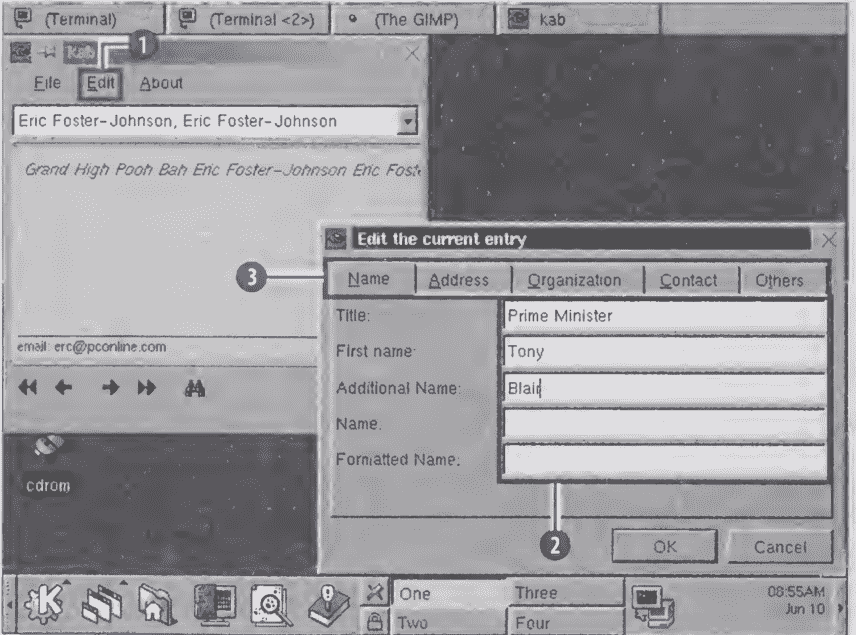 (Terminal) (Terminal <2>) (The GIMP) kab
1
kab
File Edit About
Eric Foster-Johnson, Eric Foster-Johnson
Grand High Pooh Bah Eric Foster-Johnson Eric Fost
Edit the current entry
3
Name Address Organization Contact Others
Title: Prime Minister
First name: Tony
Additional Name: Blair
Name:
Formatted Name:
email: erc@pconline.com
2
OK Cancel
cdrom
One Three
Two Four
08:55AM
Jun 10